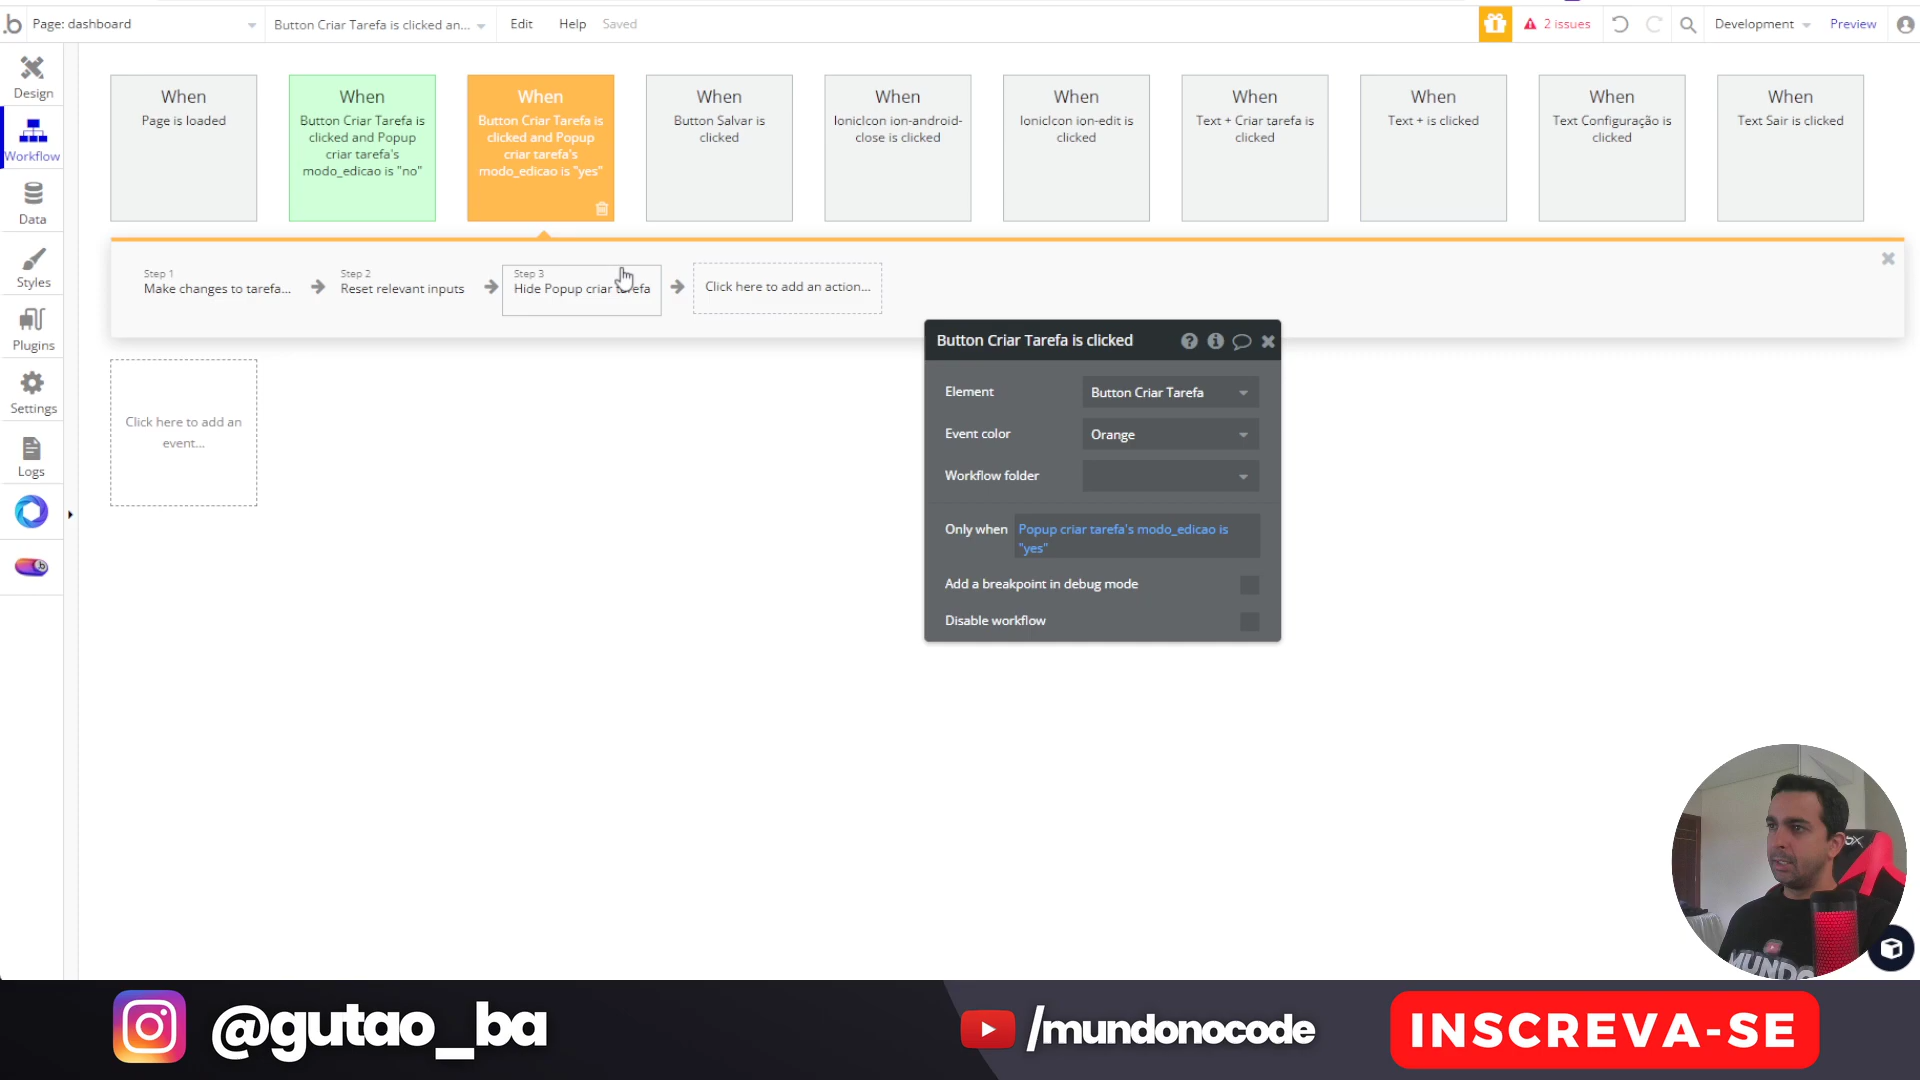 Page: dashboard
Button Criar Tarefa is clicked an...
Edit
Help
Saved
2 issues
Development
Preview
Design
Workflow
Data
Styles
Plugins
Settings
Logs
When
Page is loaded
When
Button Criar Tarefa is
clicked and Popup
criar tarefa's
modo_edicao is "no"
When
Button Criar Tarefa is
clicked and Popup
criar tarefa's
modo_edicao is "yes"
When
Button Salvar is
clicked
When
IonicIcon ion-android-
close is clicked
When
IonicIcon ion-edit is
clicked
When
Text + Criar tarefa is
clicked
When
Text + is clicked
When
Text Configuração is
clicked
When
Text Sair is clicked
Step 1
Make changes to tarefa...
Step 2
Reset relevant inputs
Step 3
Hide Popup criar tarefa
Click here to add an action...
Click here to add an
event...
Button Criar Tarefa is clicked
Element
Button Criar Tarefa
Event color
Orange
Workflow folder
Only when
Popup criar tarefa's modo_edicao is
"yes"
Add a breakpoint in debug mode
Disable workflow
MUNDO
@gutao_ba
/mundonocode
INSCREVA-SE